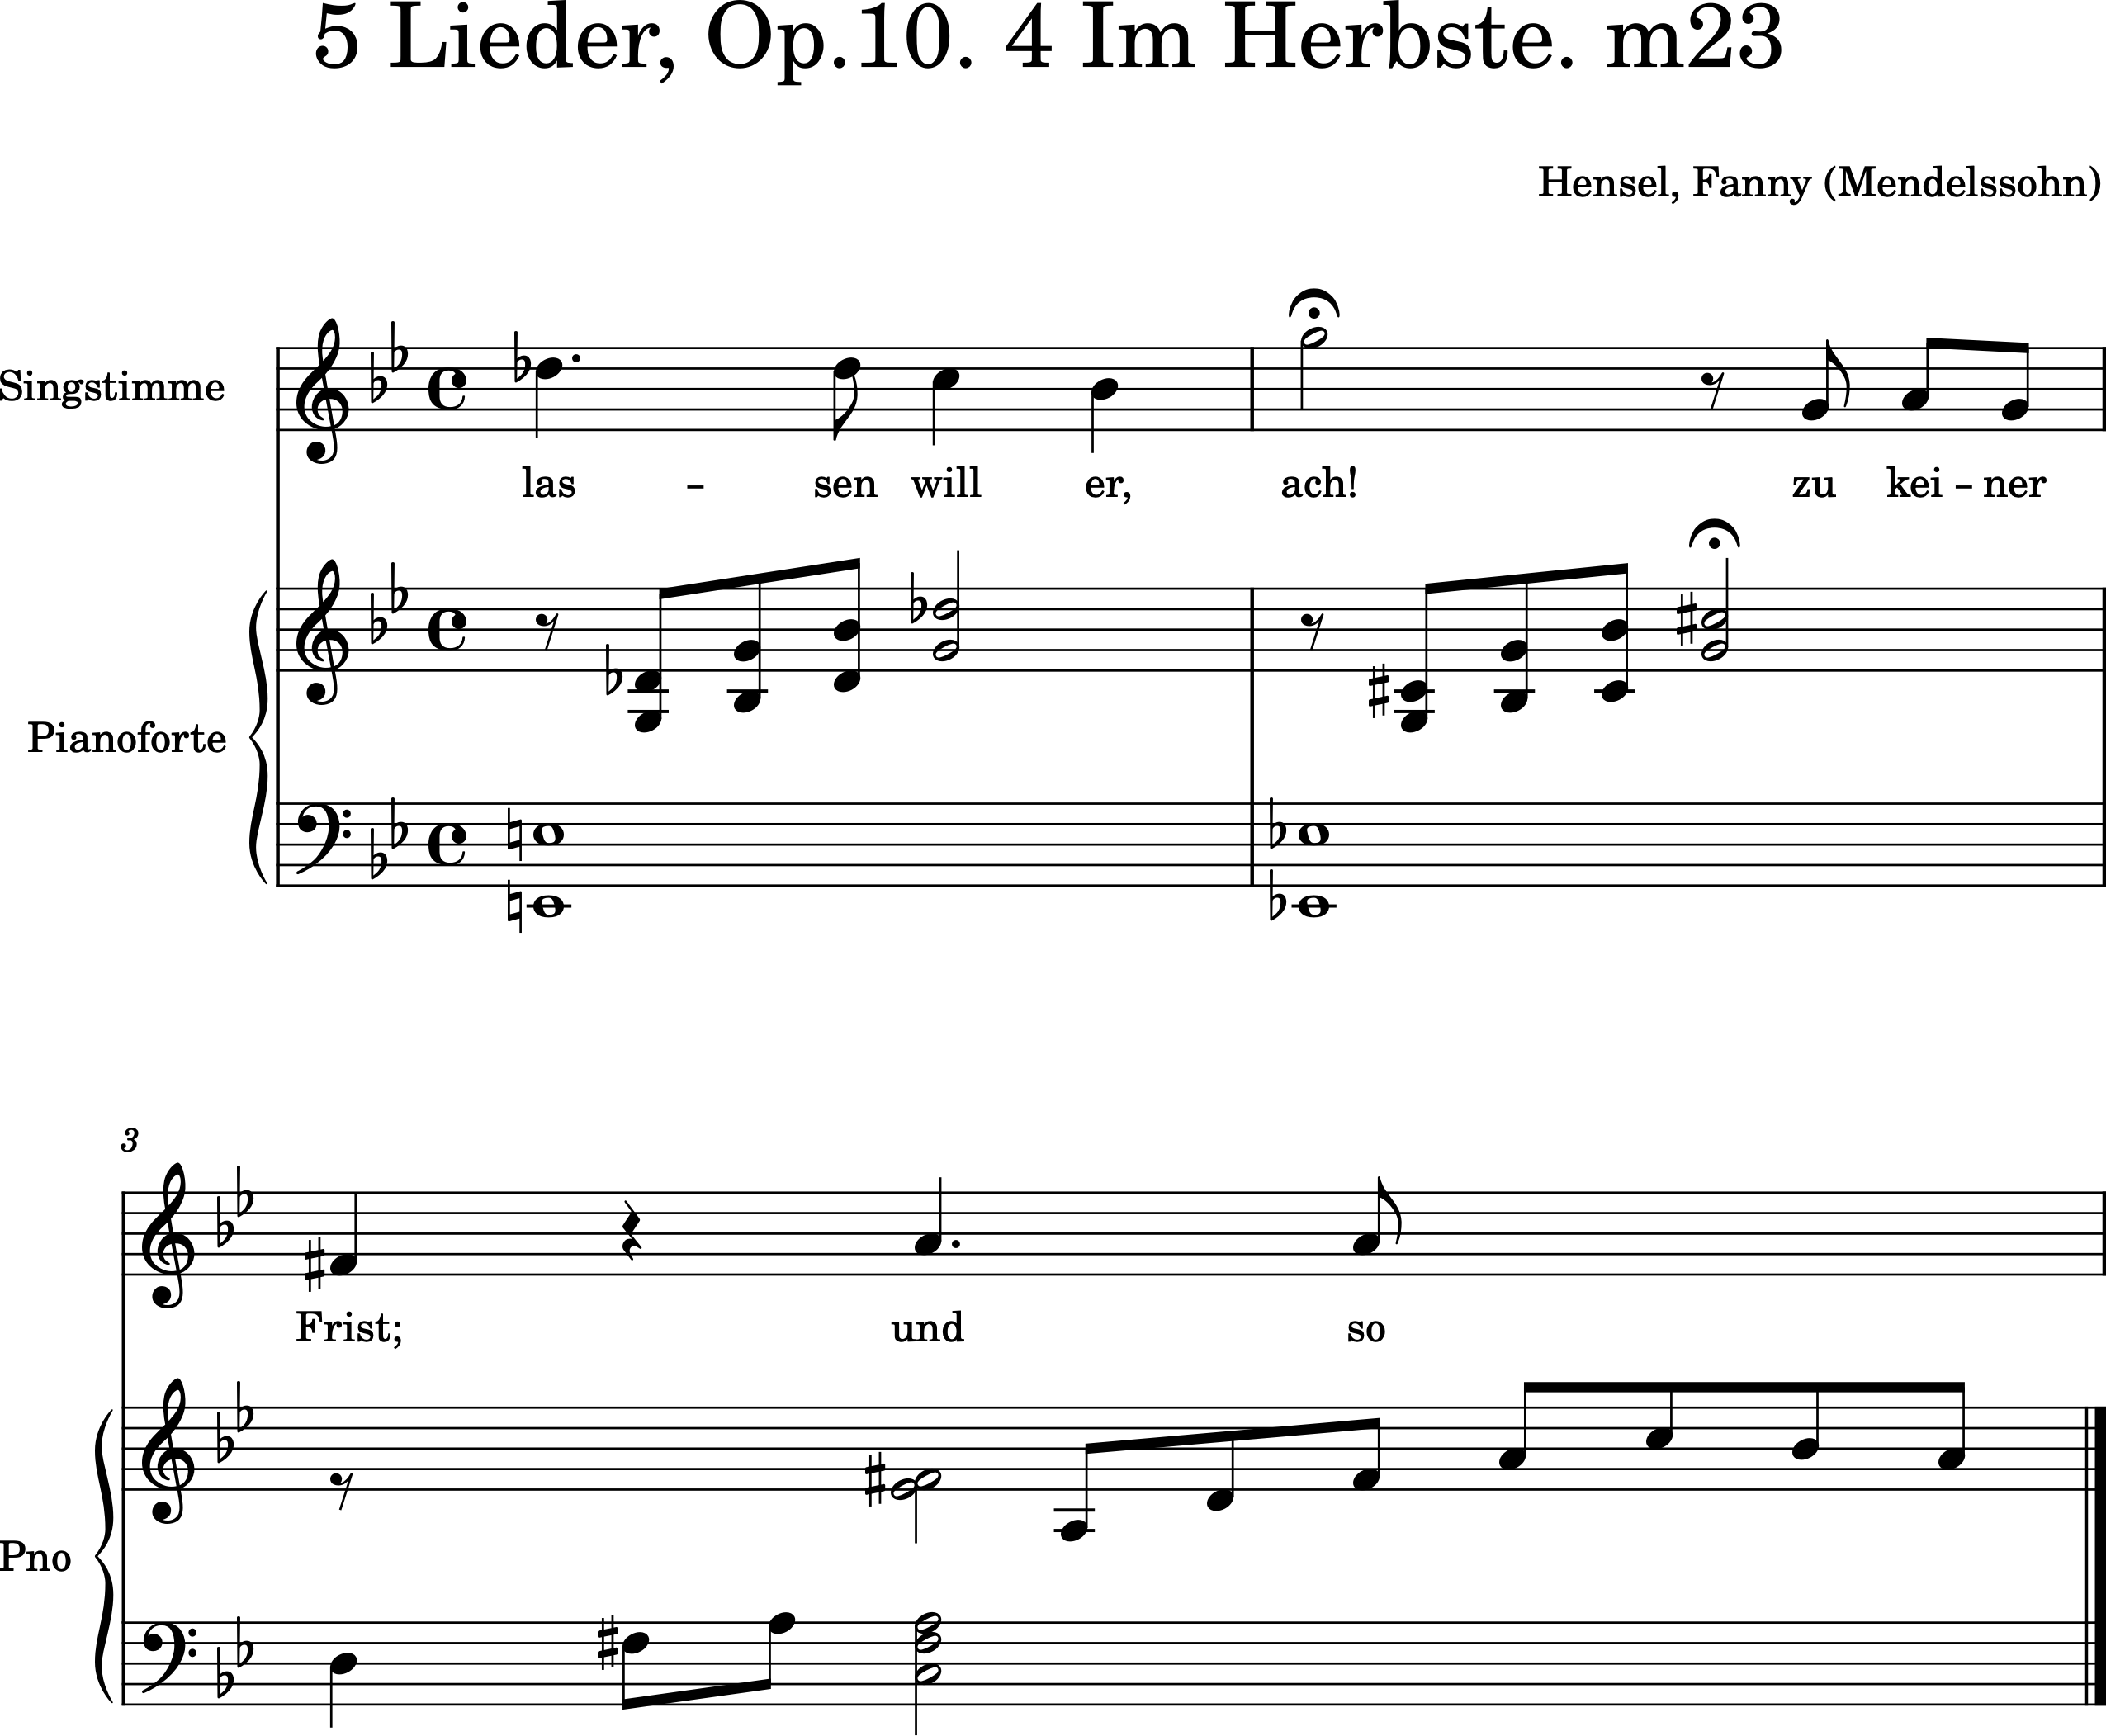 5 Lieder, Op.10. 4 Im Herbste. m23
Hensel, Fanny (Mendelssohn)
Singstimme
las - sen will er, ach! zu kei - ner
Pianoforte
3
Frist; und so
Pno